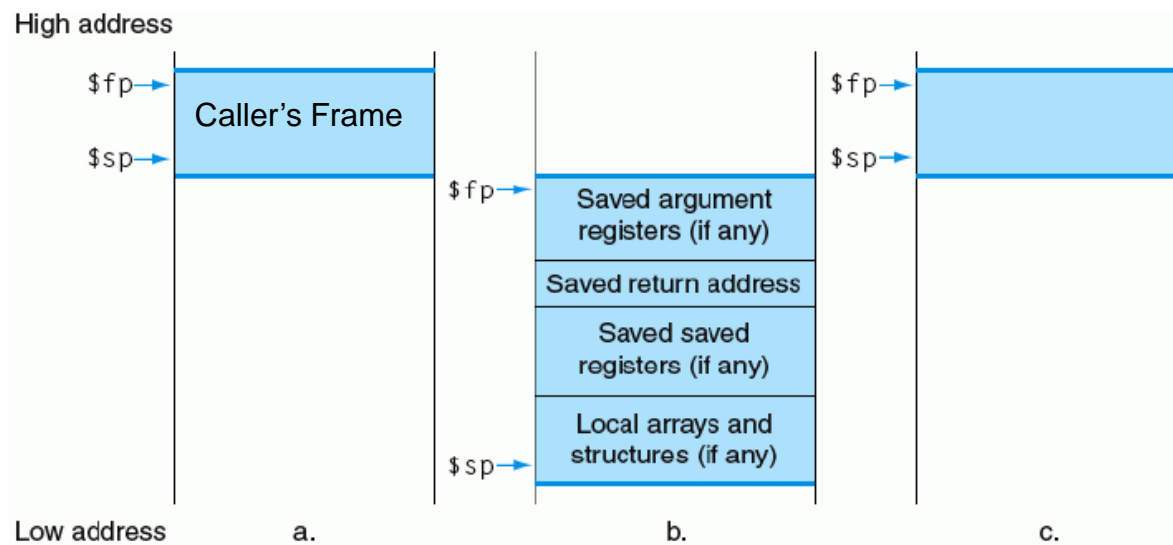 High address
$fp
Caller's Frame
$sp
$fp
Saved argument
registers (if any)
Saved return address
Saved saved
registers (if any)
Local arrays and
structures (if any)
$sp
$fp
$sp
Low address
a.
b.
c.